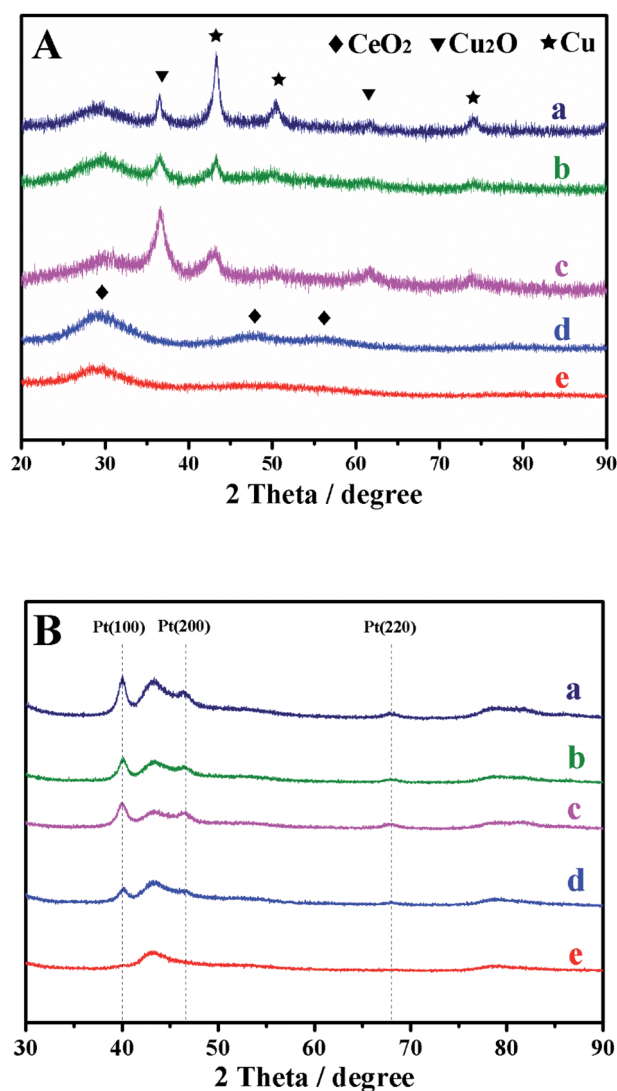 A ◆CeO₂ ▼Cu₂O ★Cu
a
b
c
d
e
20 30 40 50 60 70 80 90
2 Theta / degree
B Pt(100) Pt(200) Pt(220)
a
b
c
d
e
30 40 50 60 70 80 90
2 Theta / degree